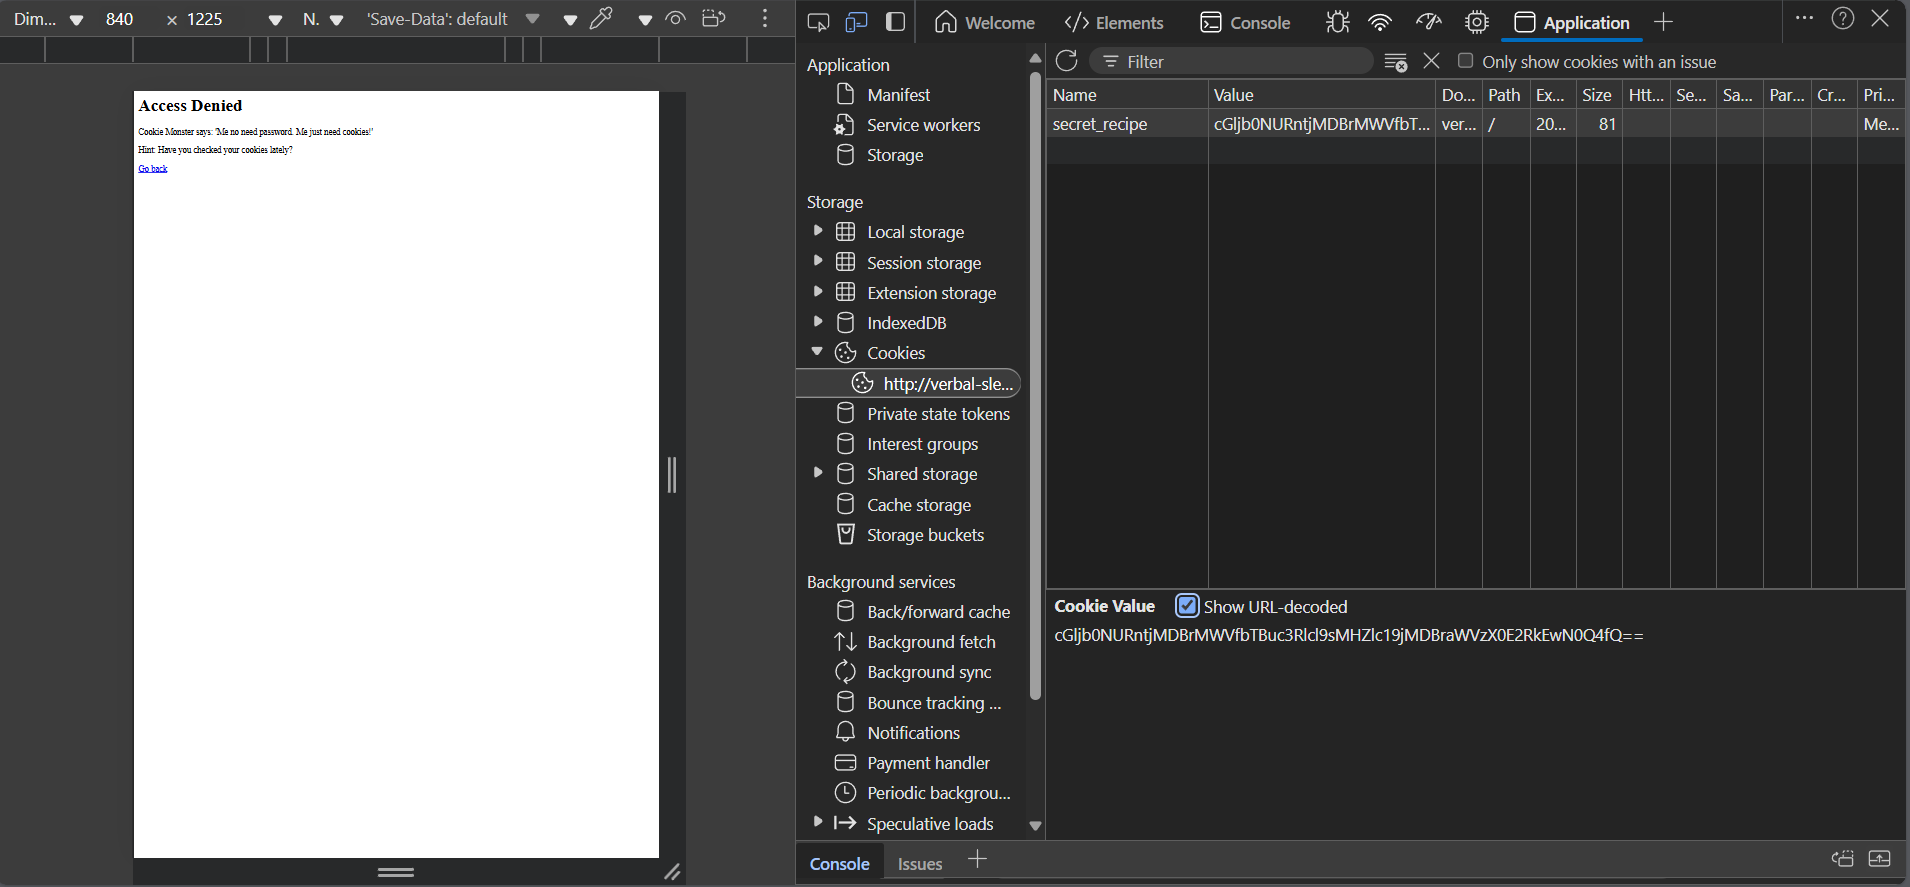 Dim... 840 × 1225 N. 'Save-Data': default
Welcome Elements Console Application
Access Denied
Cookie Monster says: 'Me no need password. Me just need cookies!'
Hint: Have you checked your cookies lately?
Go back
Application
Manifest
Service workers
Storage
Storage
Local storage
Session storage
Extension storage
IndexedDB
Cookies
http://verbal-sle...
Private state tokens
Interest groups
Shared storage
Cache storage
Storage buckets
Background services
Back/forward cache
Background fetch
Background sync
Bounce tracking ...
Notifications
Payment handler
Periodic backgrou...
Speculative loads
Filter Only show cookies with an issue
Name Value Do... Path Ex... Size Htt... Se... Sa... Par... Cr... Pri...
secret_recipe cGljb0NURntjMDBrMWVfbT... ver... / 20... 81 Me...
Cookie Value Show URL-decoded
cGljb0NURntjMDBrMWVfbTBuc3Rlcl9sMHZlc19jMDBraWVzX0E2RkEwN0Q4fQ==
Console Issues